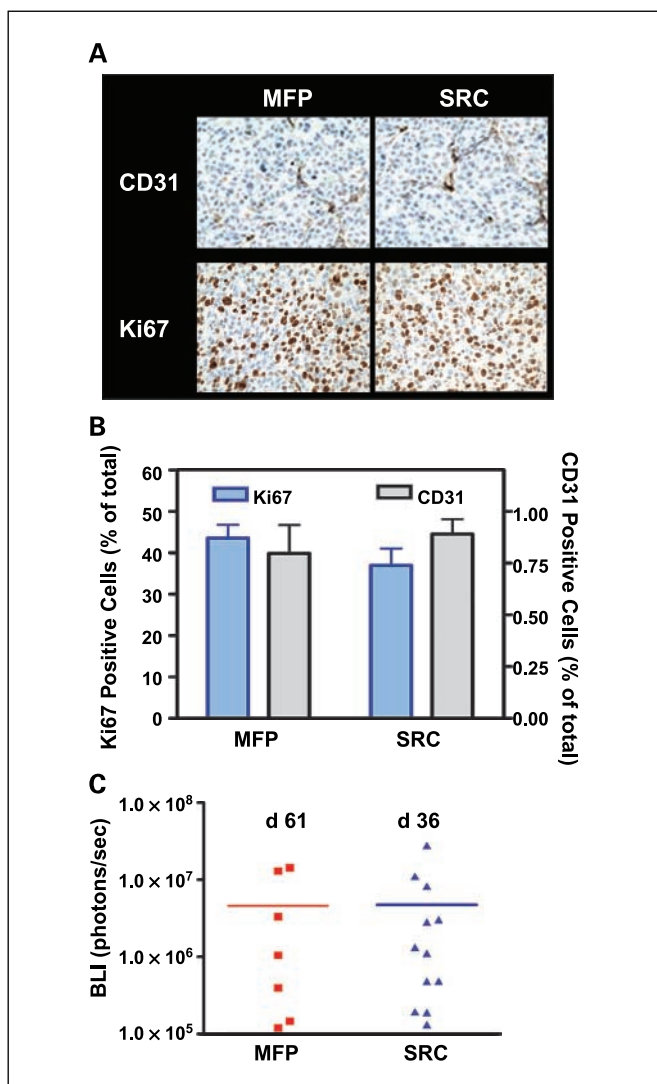 A
MFP SRC
CD31
Ki67
B
Ki67 Positive Cells (% of total)
60
50
40
30
20
10
0
Ki67 CD31
1.00
0.75
0.50
0.25
0.00
CD31 Positive Cells (% of total)
MFP SRC
C
BLI (photons/sec)
1.0 × 10⁸
1.0 × 10⁷
1.0 × 10⁶
1.0 × 10⁵
d 61 d 36
MFP SRC